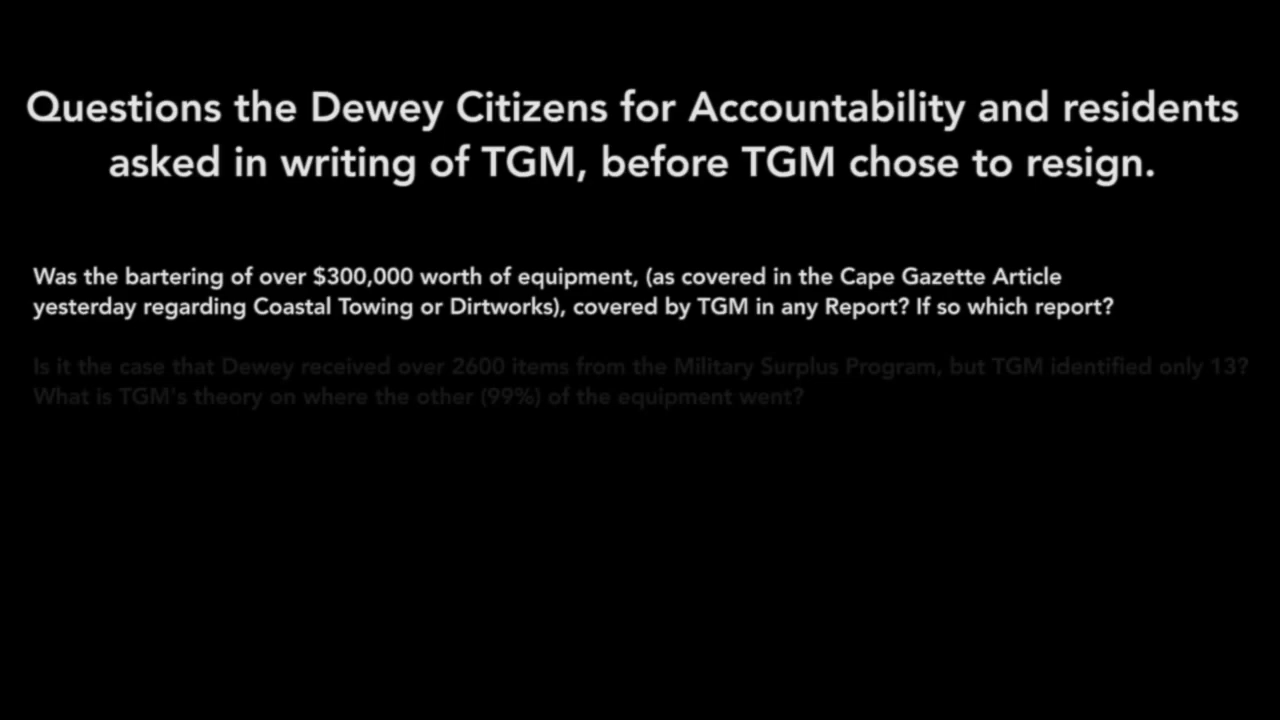 Questions the Dewey Citizens for Accountability and residents
asked in writing of TGM, before TGM chose to resign.
Was the bartering of over $300,000 worth of equipment, (as covered in the Cape Gazette Article
yesterday regarding Coastal Towing or Dirtworks), covered by TGM in any Report? If so which report?
Is it the case that Dewey received over 2600 items from the Military Surplus Program, but TGM identified only 13?
What is TGM's theory on where the other (99%) of the equipment went?